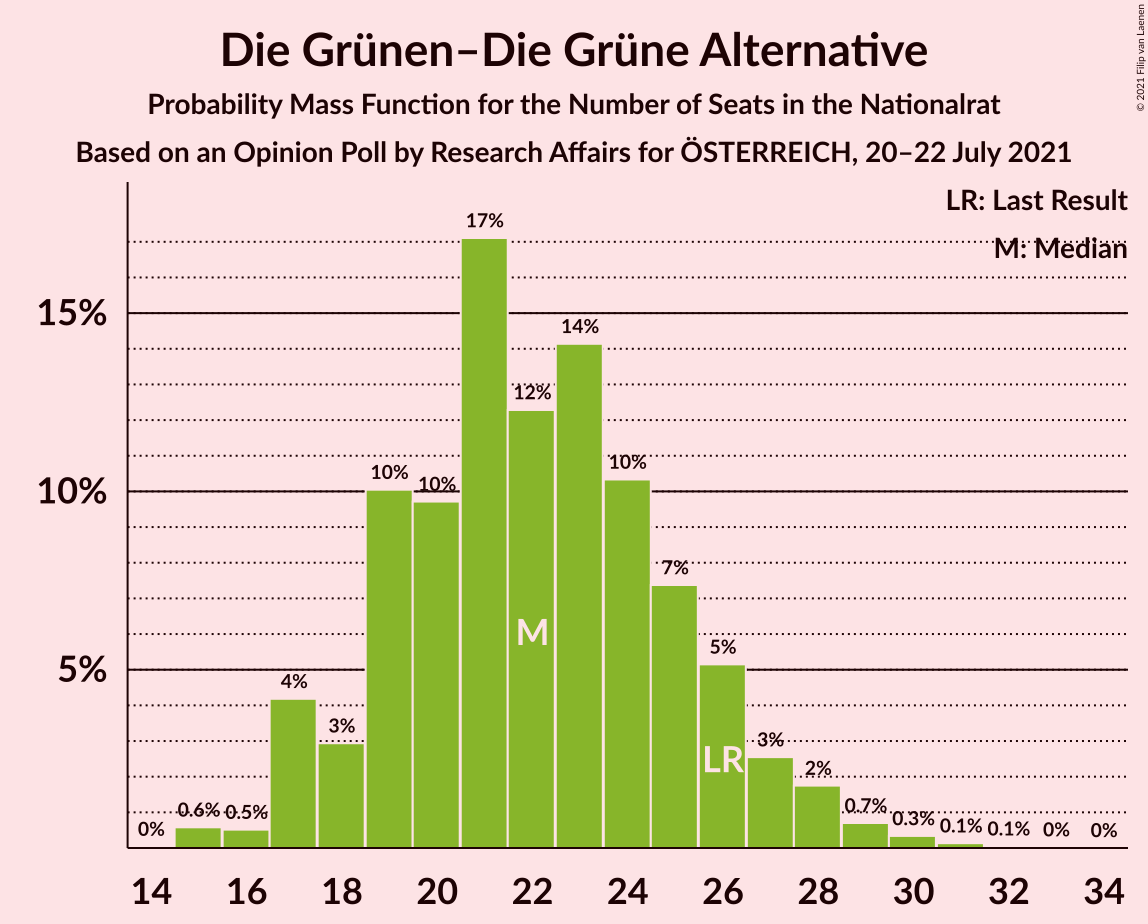 Die Grünen–Die Grüne Alternative
Probability Mass Function for the Number of Seats in the Nationalrat
Based on an Opinion Poll by Research Affairs for ÖSTERREICH, 20–22 July 2021
© 2021 Filip van Laenen
LR: Last Result
M: Median
15%
10%
5%
0%
0.6%
0.5%
4%
3%
10%
10%
17%
12%
14%
10%
7%
5%
3%
2%
0.7%
0.3%
0.1%
0.1%
0%
0%
M
LR
14 16 18 20 22 24 26 28 30 32 34